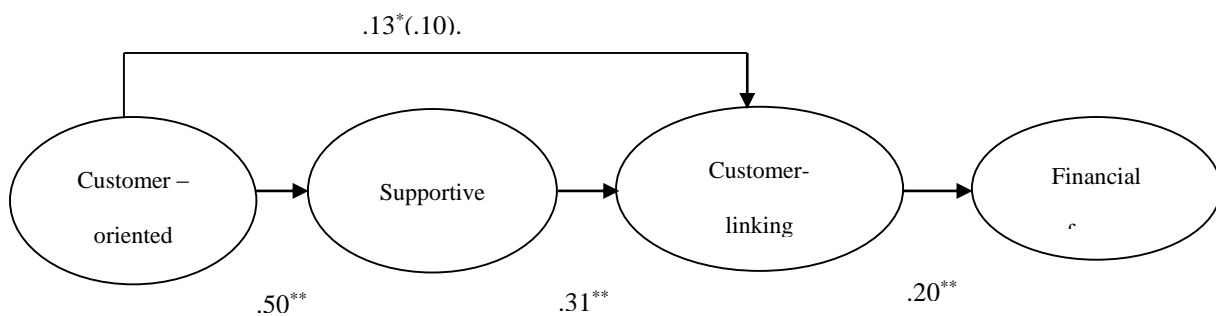 .13*(.10).
Customer –
oriented
Supportive
Customer-
linking
Financial
.50**
.31**
.20**